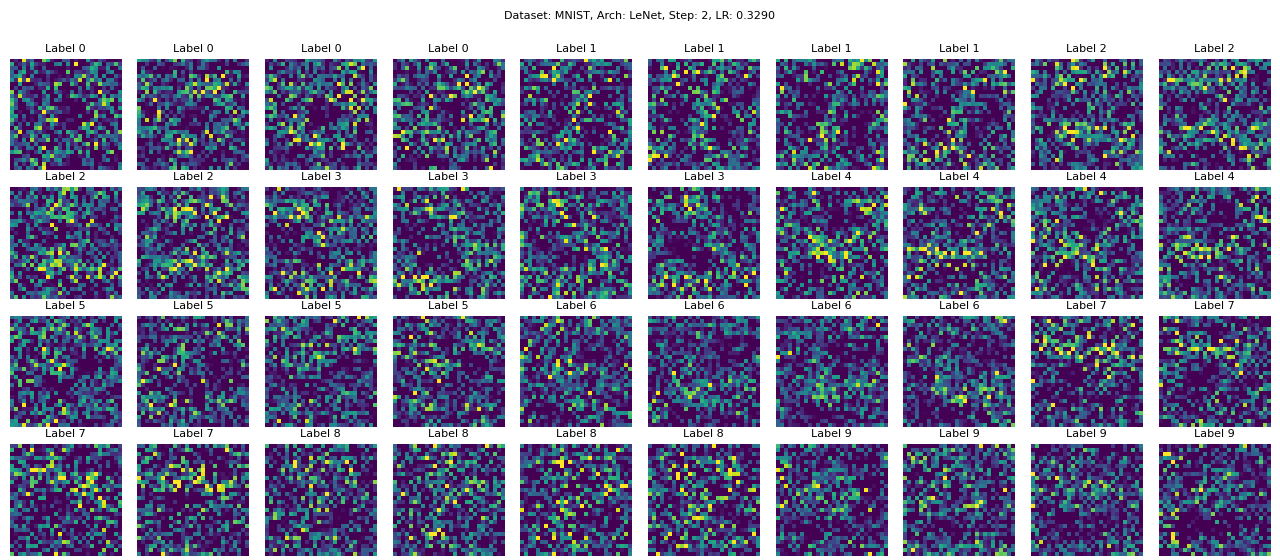 Dataset: MNIST, Arch: LeNet, Step: 2, LR: 0.3290
Label 0 Label 0 Label 0 Label 0 Label 1 Label 1 Label 1 Label 1 Label 2 Label 2
Label 2 Label 2 Label 3 Label 3 Label 3 Label 3 Label 4 Label 4 Label 4 Label 4
Label 5 Label 5 Label 5 Label 5 Label 6 Label 6 Label 6 Label 6 Label 7 Label 7
Label 7 Label 7 Label 8 Label 8 Label 8 Label 8 Label 9 Label 9 Label 9 Label 9